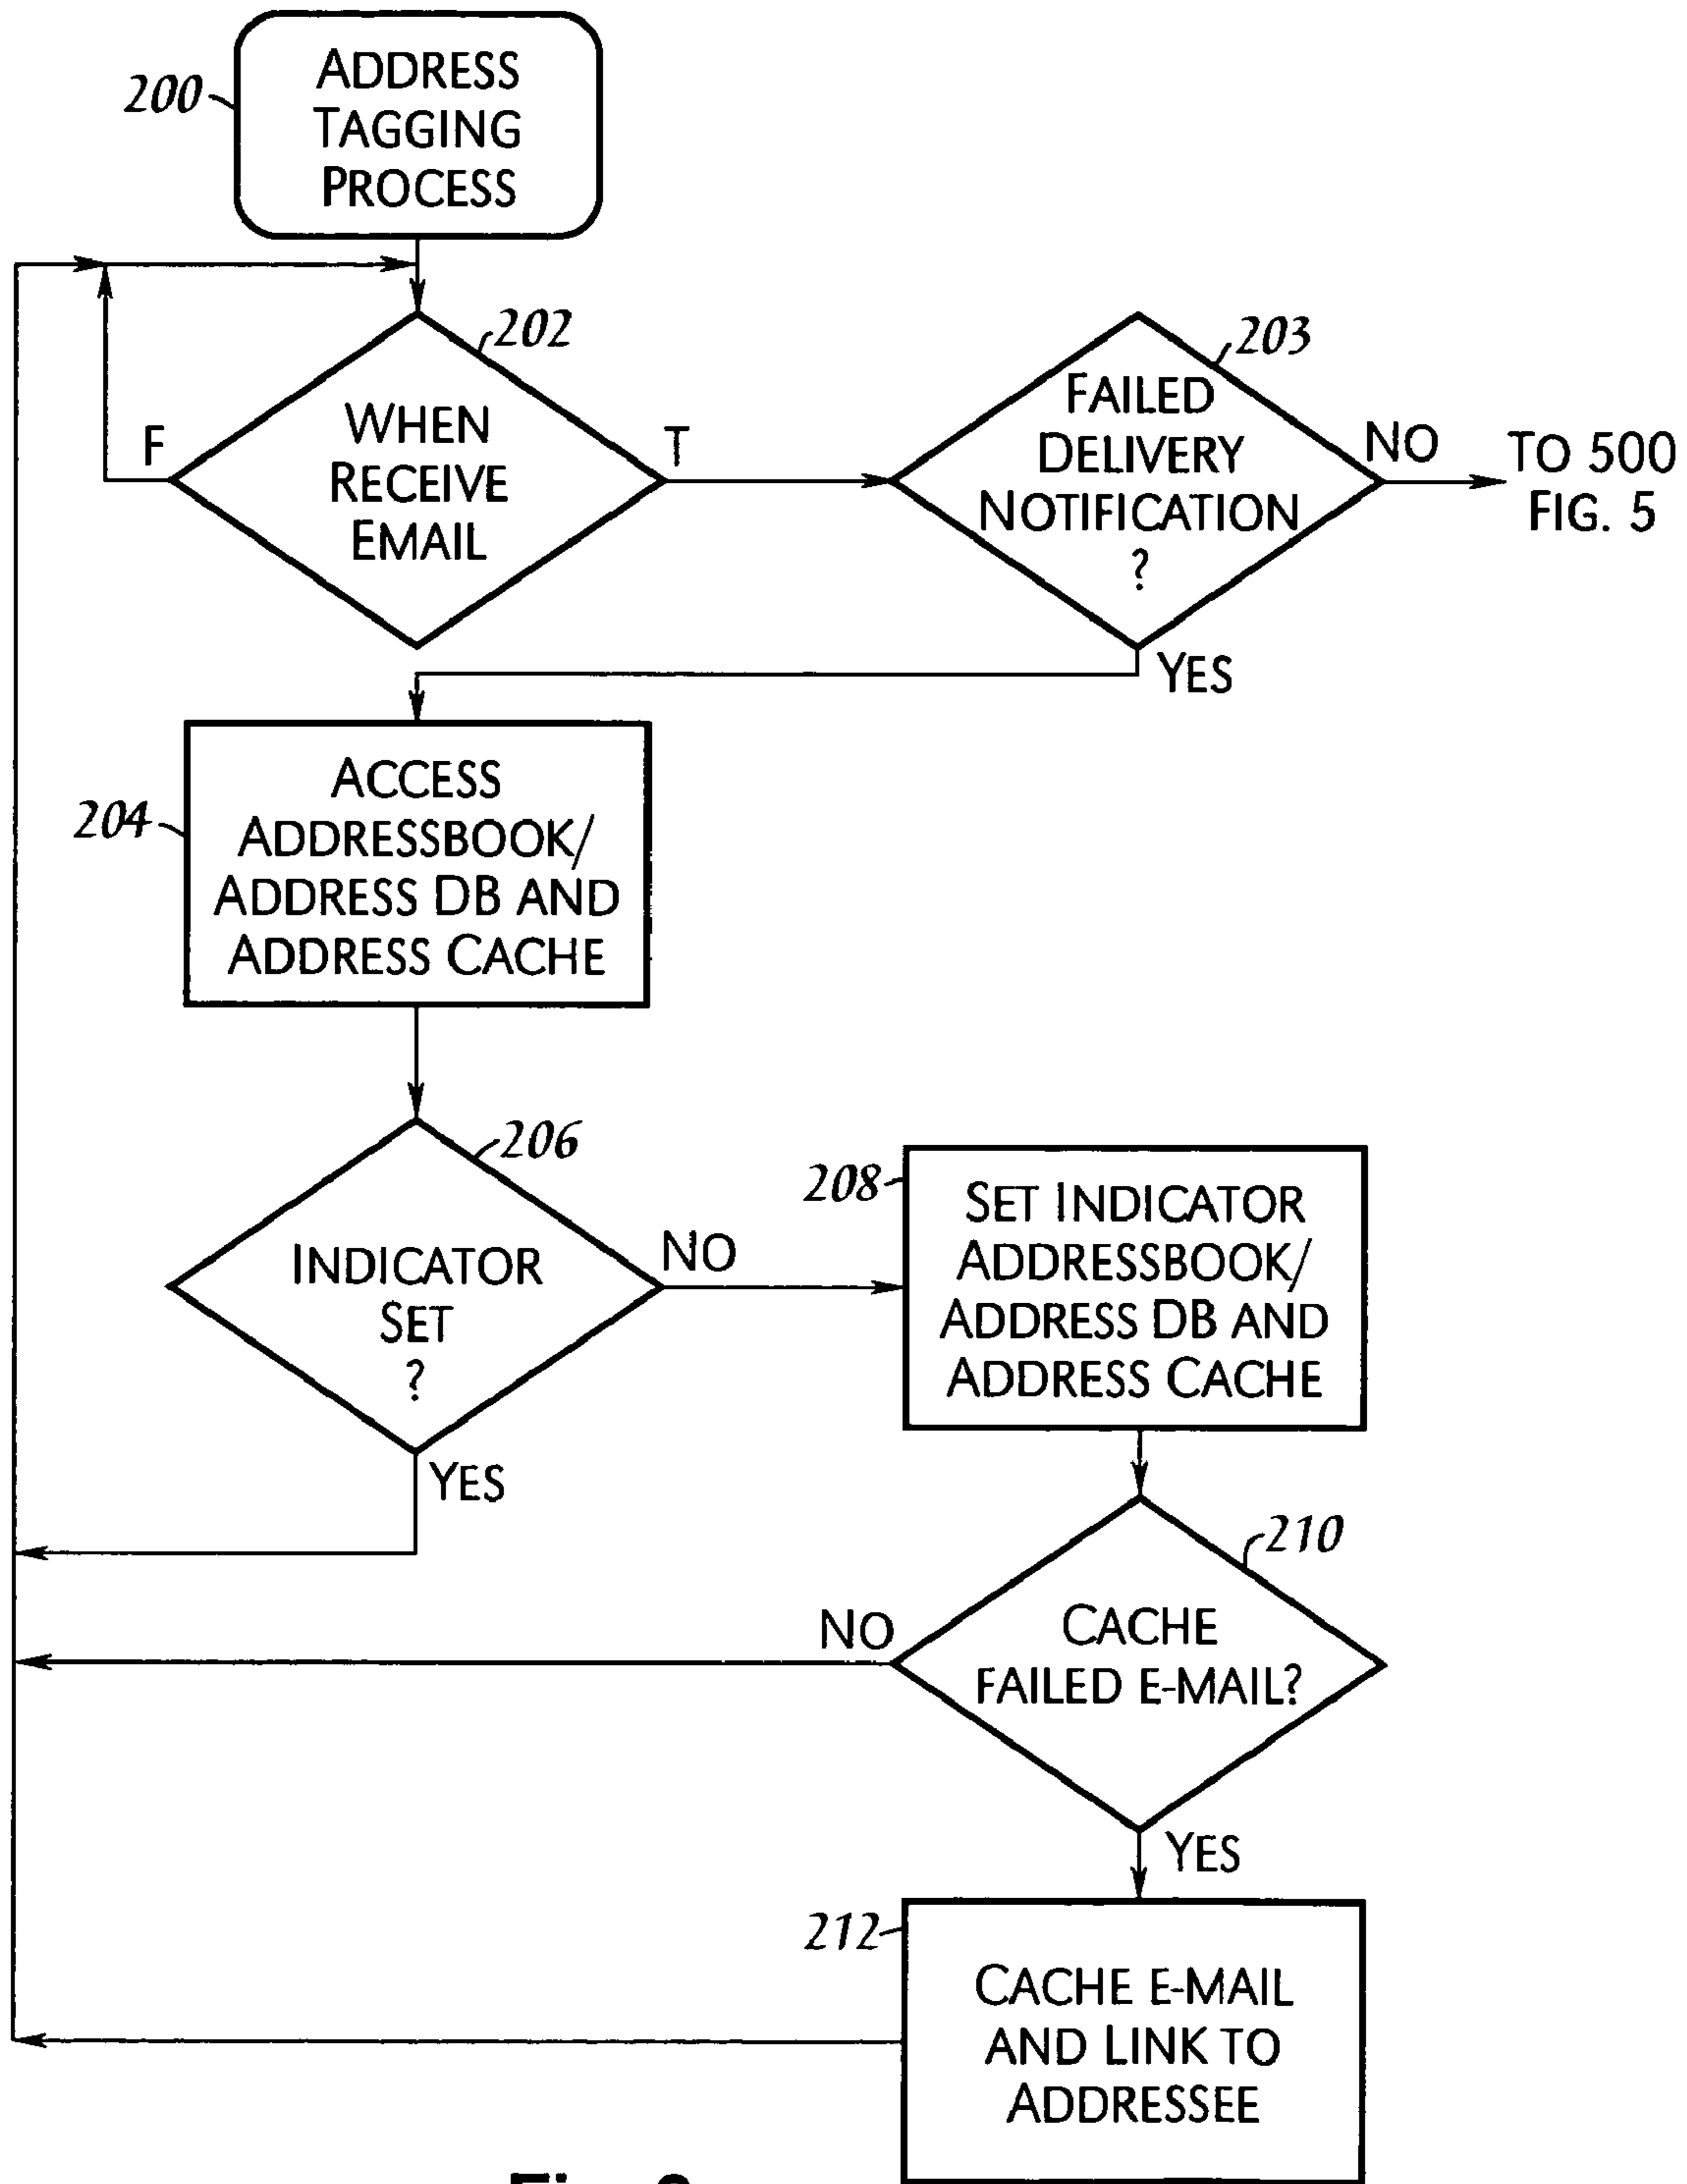 200
ADDRESS
TAGGING
PROCESS
202
F
WHEN
RECEIVE
EMAIL
T
203
FAILED
DELIVERY
NOTIFICATION
?
NO
TO 500
FIG. 5
YES
204
ACCESS
ADDRESSBOOK/
ADDRESS DB AND
ADDRESS CACHE
206
INDICATOR
SET
?
NO
YES
208
SET INDICATOR
ADDRESSBOOK/
ADDRESS DB AND
ADDRESS CACHE
210
CACHE
FAILED E-MAIL?
NO
YES
212
CACHE E-MAIL
AND LINK TO
ADDRESSEE